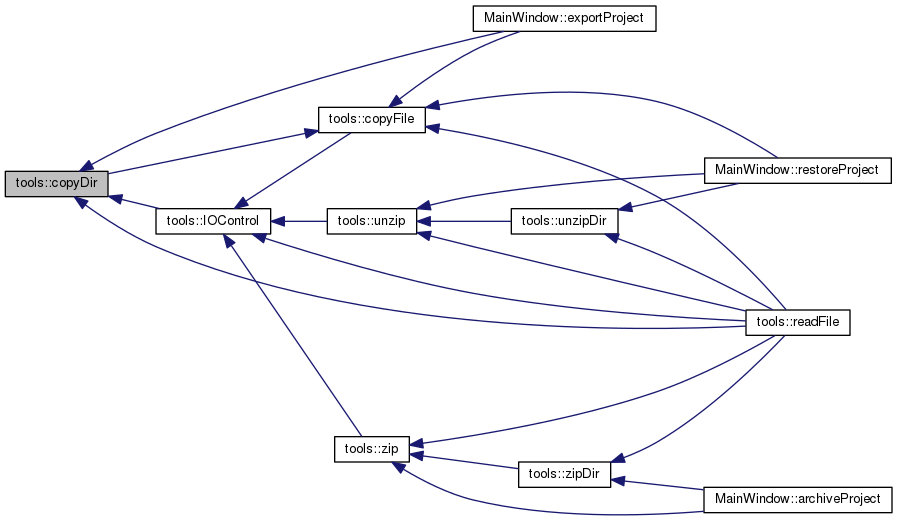 MainWindow::exportProject
tools::copyFile
MainWindow::restoreProject
tools::copyDir
tools::IOControl
tools::unzip
tools::unzipDir
tools::readFile
tools::zip
tools::zipDir
MainWindow::archiveProject